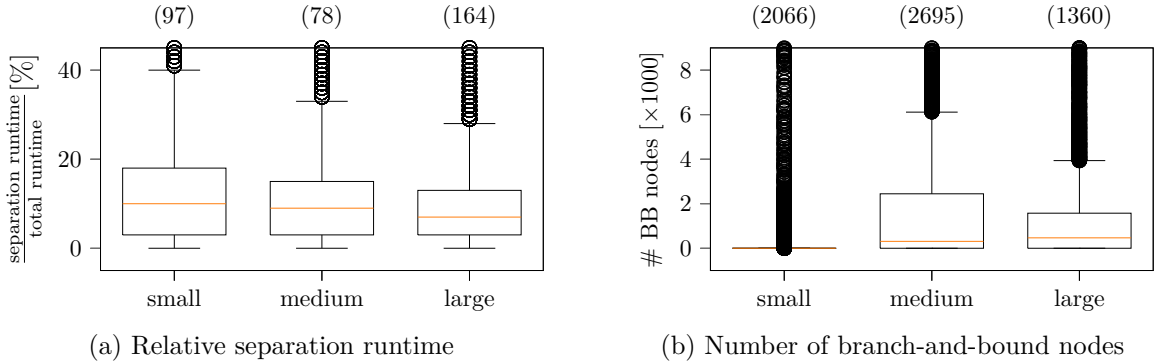 (97) (78) (164)
separation runtime
total runtime
[%]
40
20
0
small medium large
(a) Relative separation runtime
(2066) (2695) (1360)
# BB nodes [×1000]
8
6
4
2
0
small medium large
(b) Number of branch-and-bound nodes